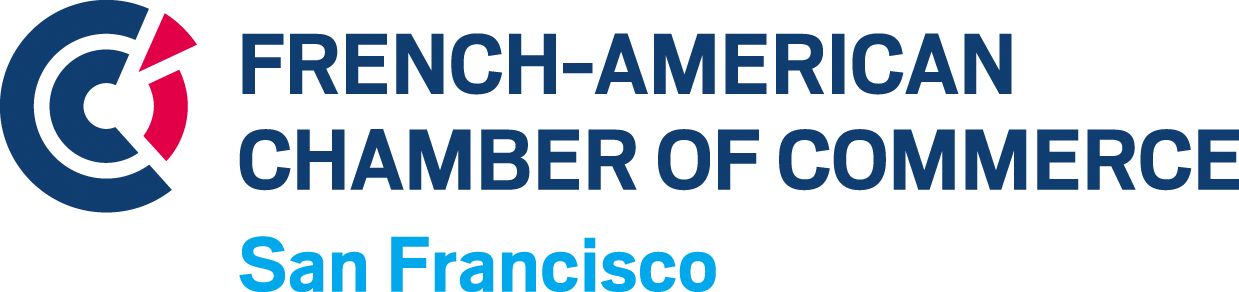 FRENCH-AMERICAN
CHAMBER OF COMMERCE
San Francisco